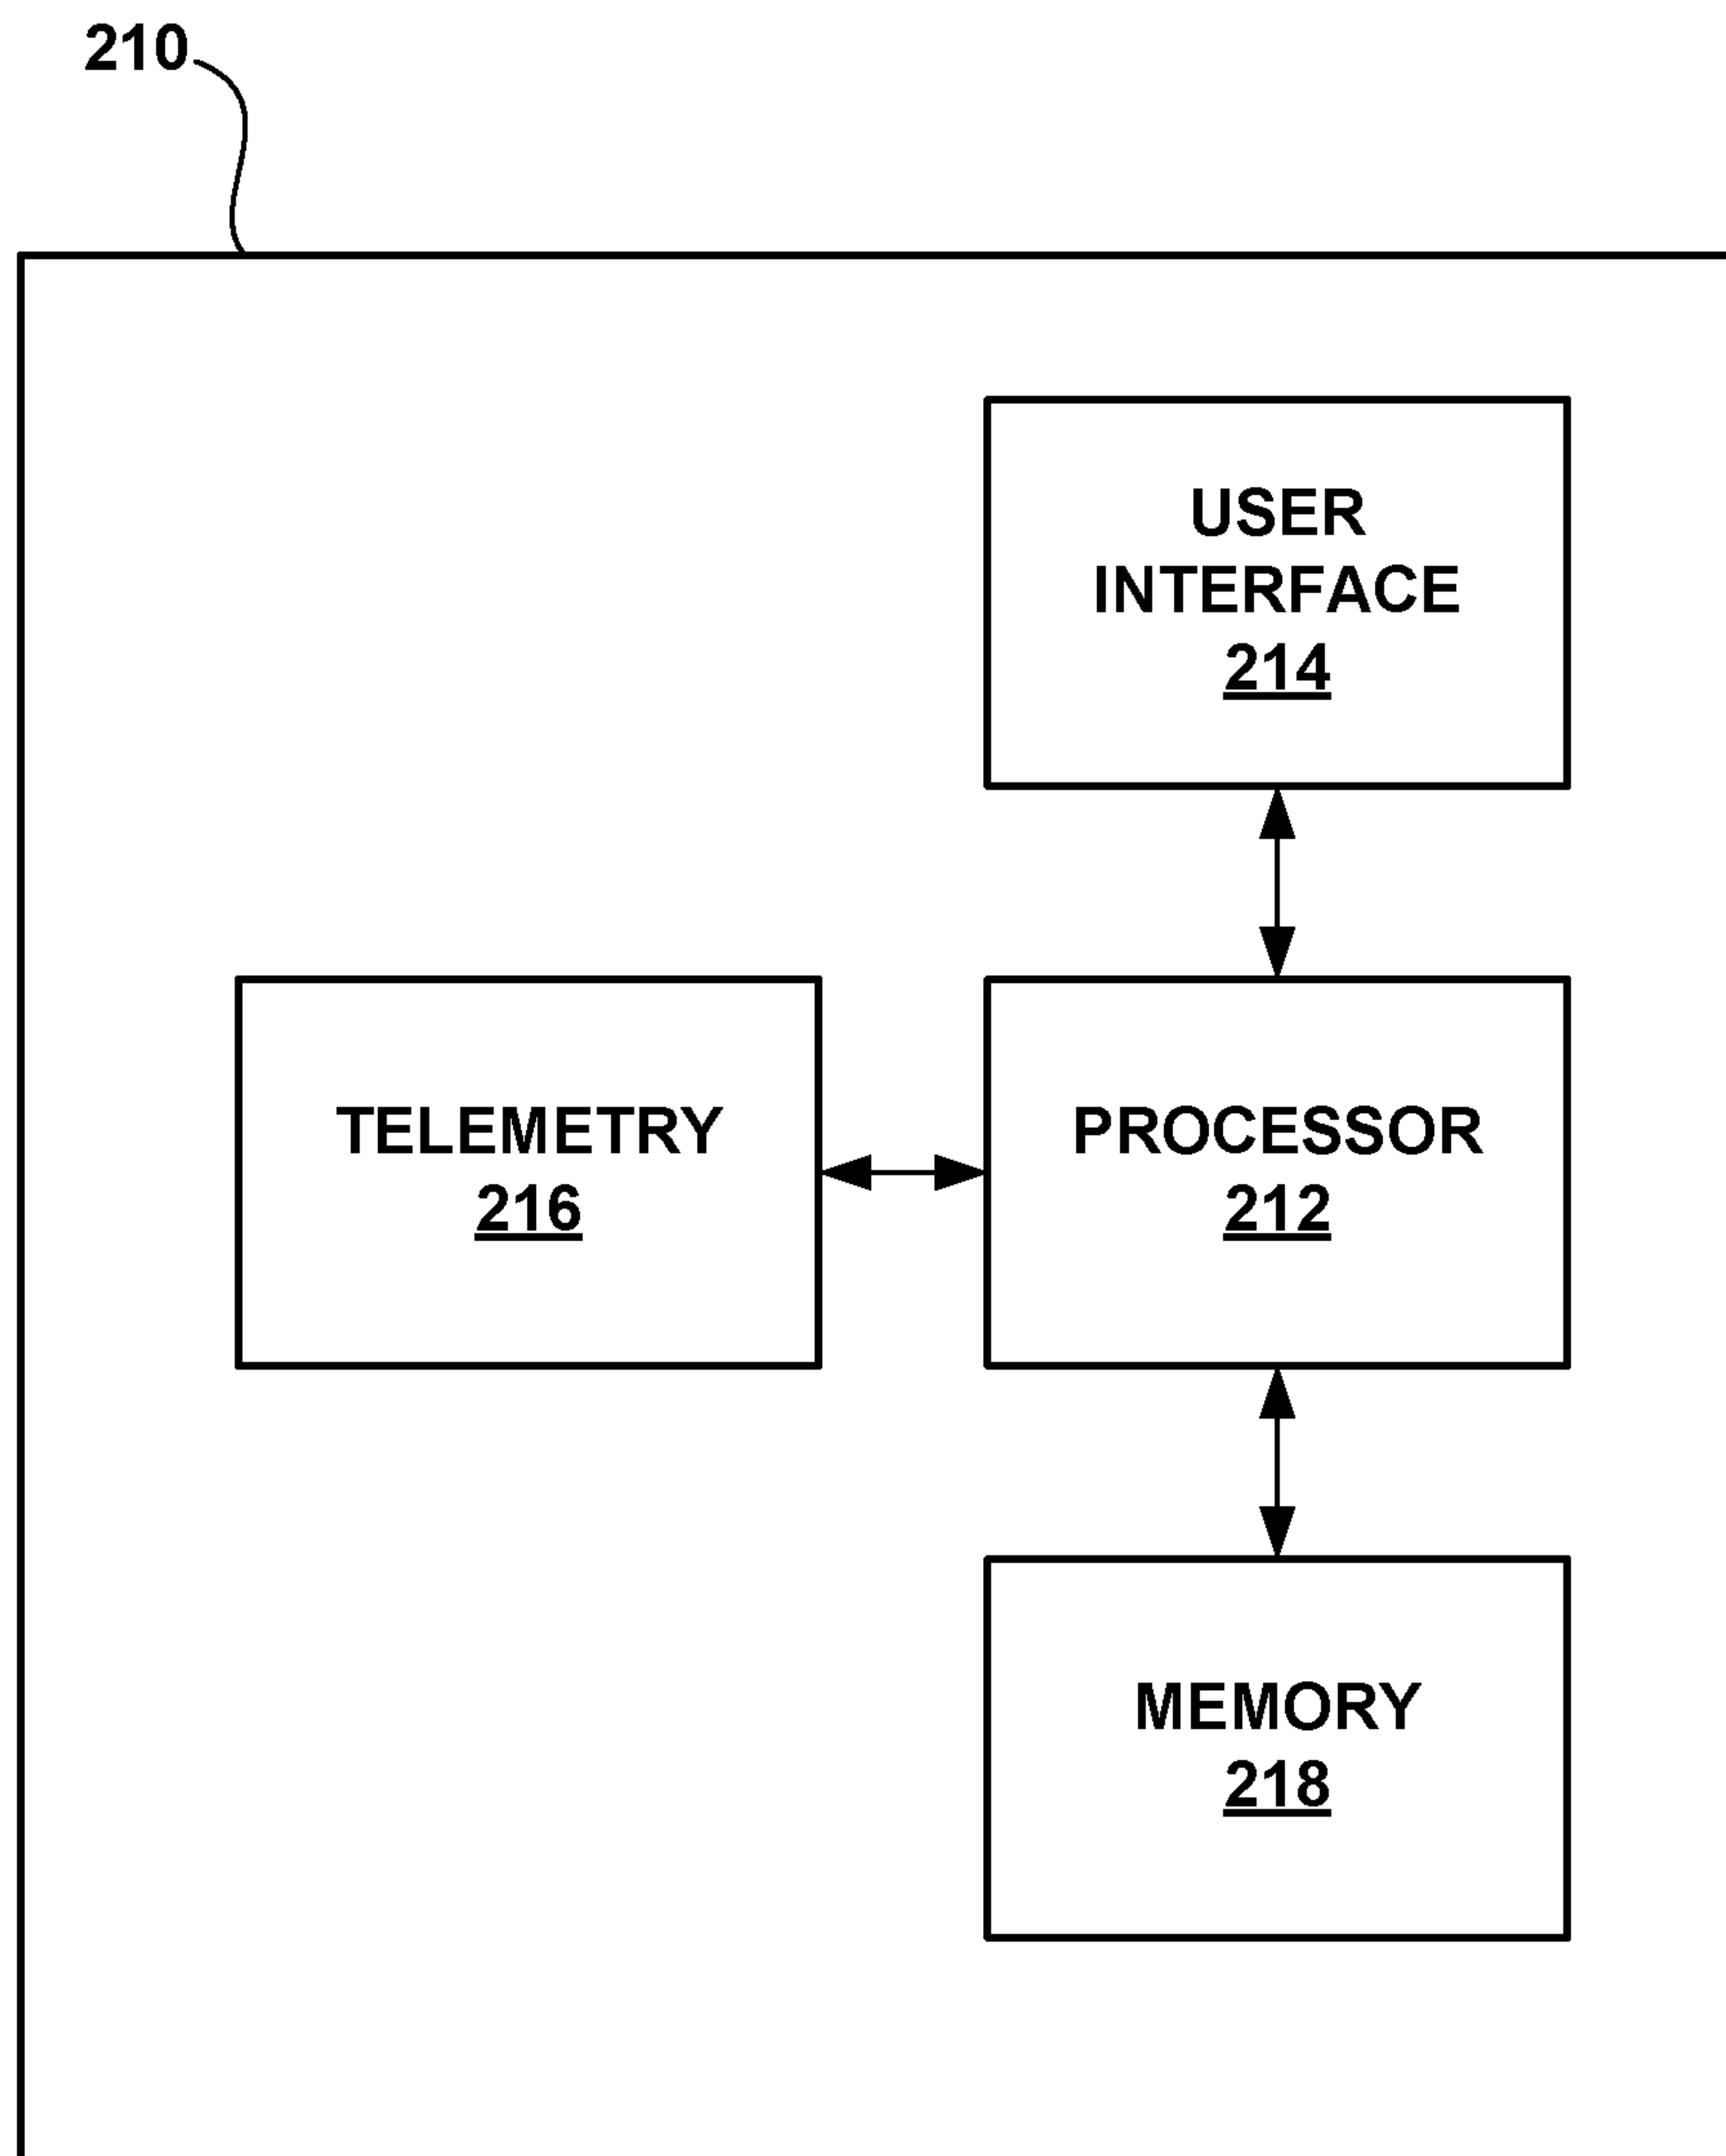 210
USER
INTERFACE
214
TELEMETRY
216
PROCESSOR
212
MEMORY
218